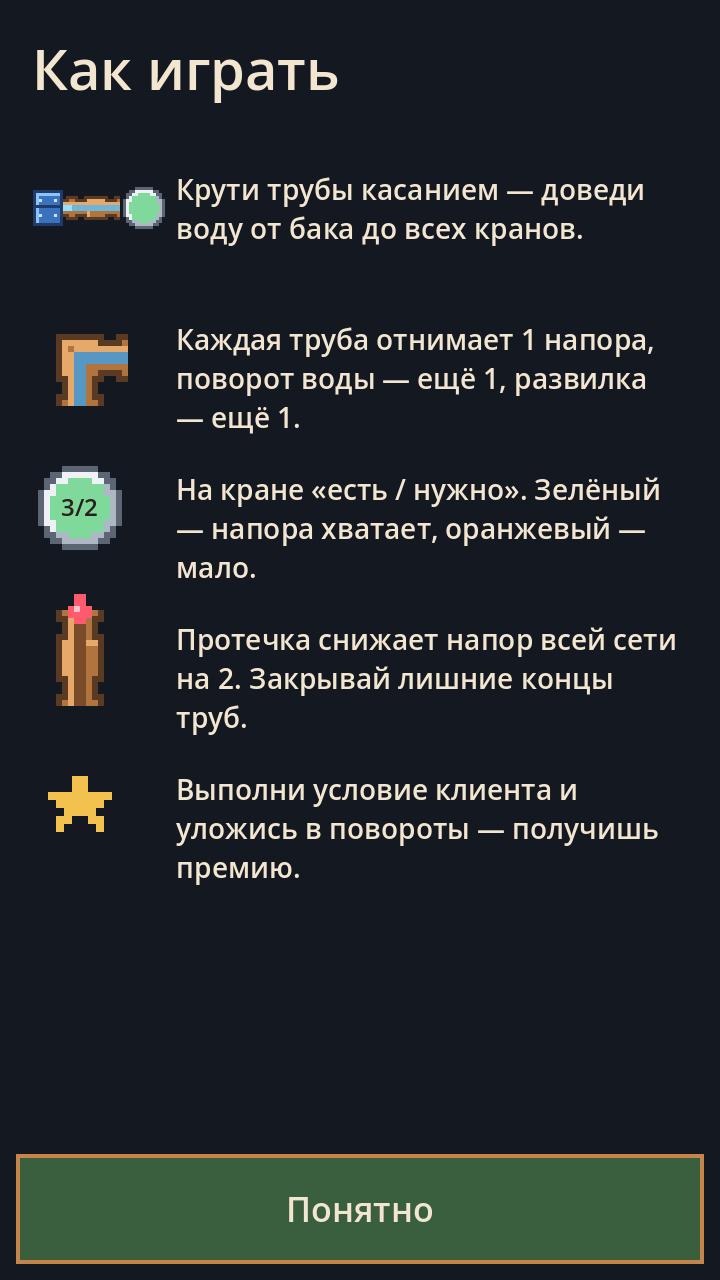 Как играть
Крути трубы касанием — доведи
воду от бака до всех кранов.
Каждая труба отнимает 1 напора,
поворот воды — ещё 1, развилка
— ещё 1.
3/2
На кране «есть / нужно». Зелёный
— напора хватает, оранжевый —
мало.
Протечка снижает напор всей сети
на 2. Закрывай лишние концы
труб.
Выполни условие клиента и
уложись в повороты — получишь
премию.
Понятно